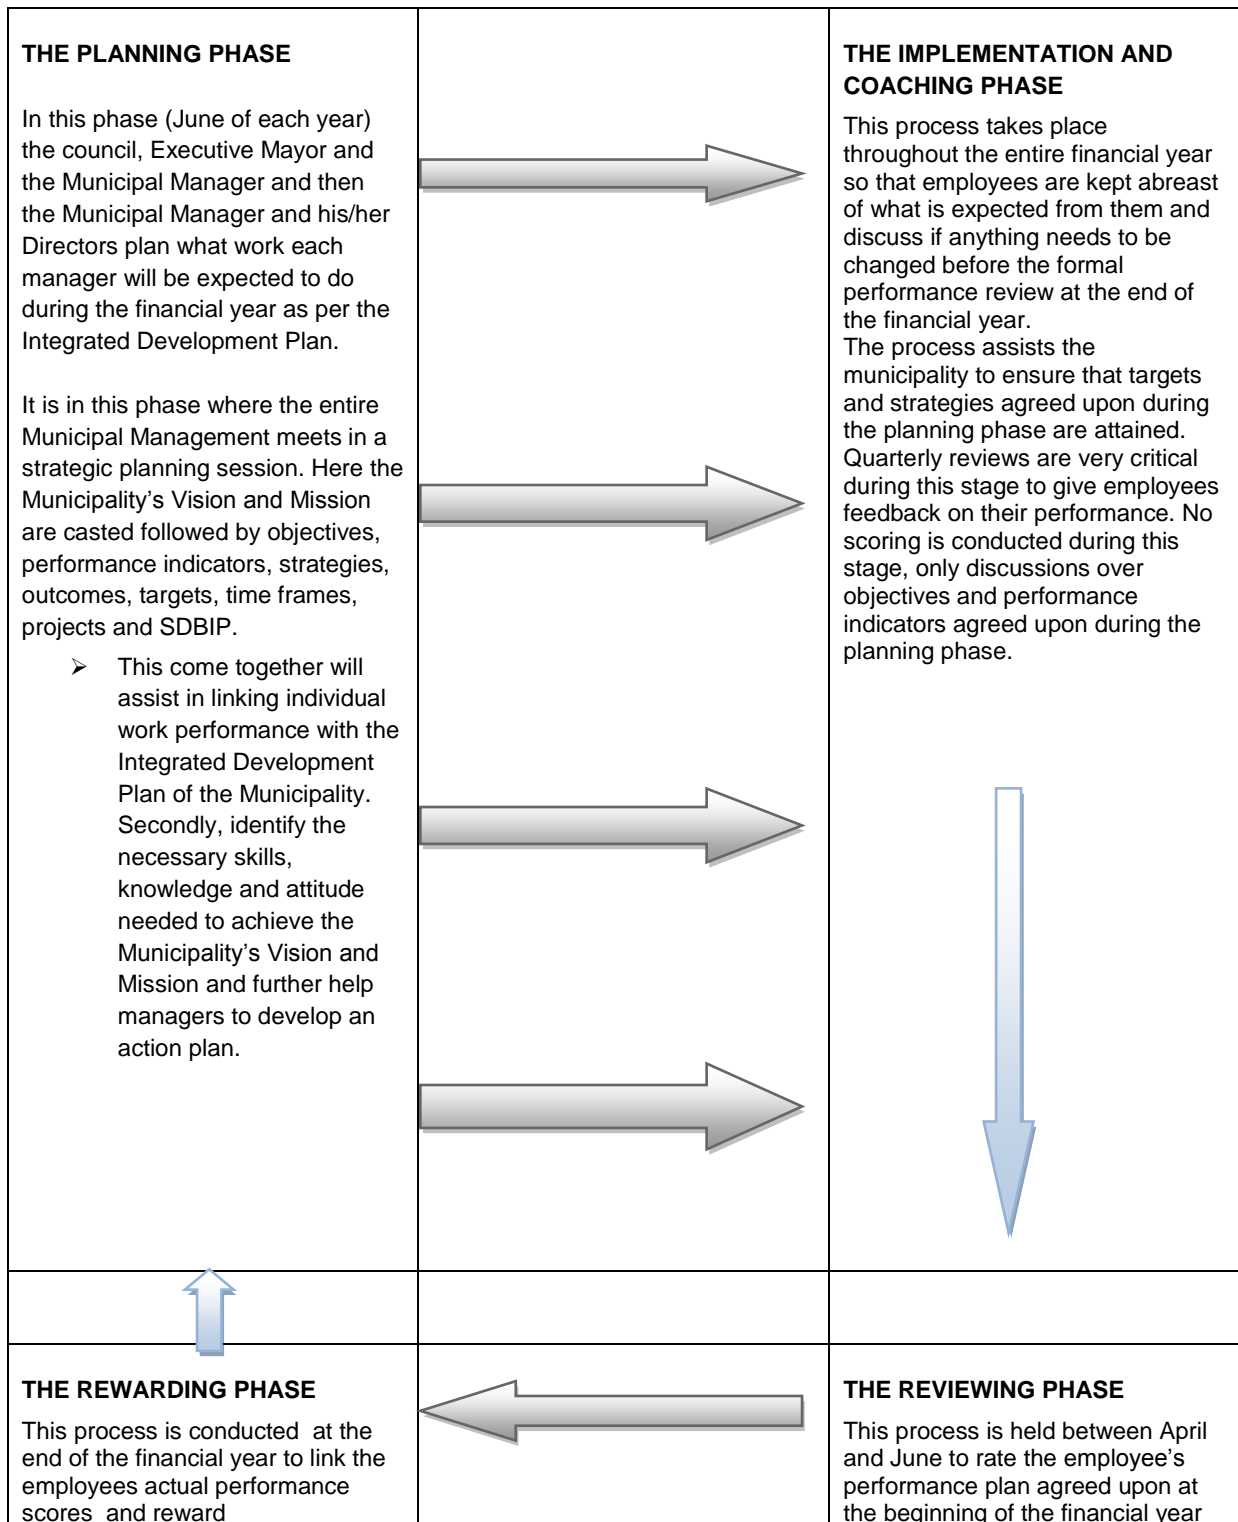 THE PLANNING PHASE
In this phase (June of each year)
the council, Executive Mayor and
the Municipal Manager and then
the Municipal Manager and his/her
Directors plan what work each
manager will be expected to do
during the financial year as per the
Integrated Development Plan.
It is in this phase where the entire
Municipal Management meets in a
strategic planning session. Here the
Municipality’s Vision and Mission
are casted followed by objectives,
performance indicators, strategies,
outcomes, targets, time frames,
projects and SDBIP.
➢ This come together will
assist in linking individual
work performance with the
Integrated Development
Plan of the Municipality.
Secondly, identify the
necessary skills,
knowledge and attitude
needed to achieve the
Municipality’s Vision and
Mission and further help
managers to develop an
action plan.
THE IMPLEMENTATION AND
COACHING PHASE
This process takes place
throughout the entire financial year
so that employees are kept abreast
of what is expected from them and
discuss if anything needs to be
changed before the formal
performance review at the end of
the financial year.
The process assists the
municipality to ensure that targets
and strategies agreed upon during
the planning phase are attained.
Quarterly reviews are very critical
during this stage to give employees
feedback on their performance. No
scoring is conducted during this
stage, only discussions over
objectives and performance
indicators agreed upon during the
planning phase.
THE REWARDING PHASE
This process is conducted at the
end of the financial year to link the
employees actual performance
scores and reward
THE REVIEWING PHASE
This process is held between April
and June to rate the employee’s
performance plan agreed upon at
the beginning of the financial year